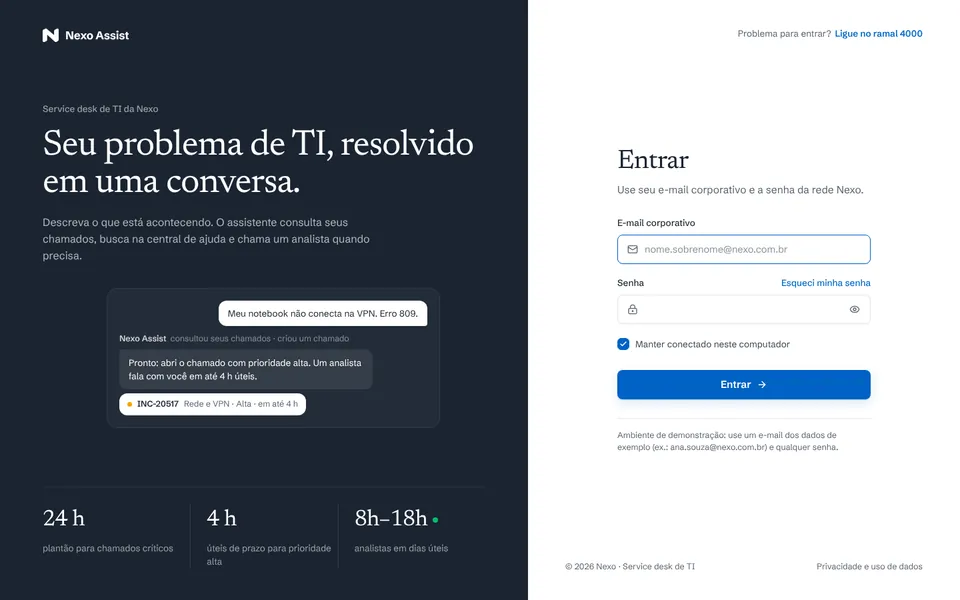 Nexo Assist
Service desk de TI da Nexo
Seu problema de TI, resolvido
em uma conversa.
Descreva o que está acontecendo. O assistente consulta seus
chamados, busca na central de ajuda e chama um analista quando
precisa.
Meu notebook não conecta na VPN. Erro 809.
Nexo Assist consultou seus chamados · criou um chamado
Pronto: abri o chamado com prioridade alta. Um analista
fala com você em até 4 h úteis.
INC-20517 Rede e VPN · Alta · em até 4 h
24 h
plantão para chamados críticos
4 h
úteis de prazo para prioridade
alta
8h–18h
analistas em dias úteis
Problema para entrar? Ligue no ramal 4000
Entrar
Use seu e-mail corporativo e a senha da rede Nexo.
E-mail corporativo
nome.sobrenome@nexo.com.br
Senha Esqueci minha senha
Manter conectado neste computador
Entrar →
Ambiente de demonstração: use um e-mail dos dados de
exemplo (ex.: ana.souza@nexo.com.br) e qualquer senha.
© 2026 Nexo · Service desk de TI Privacidade e uso de dados